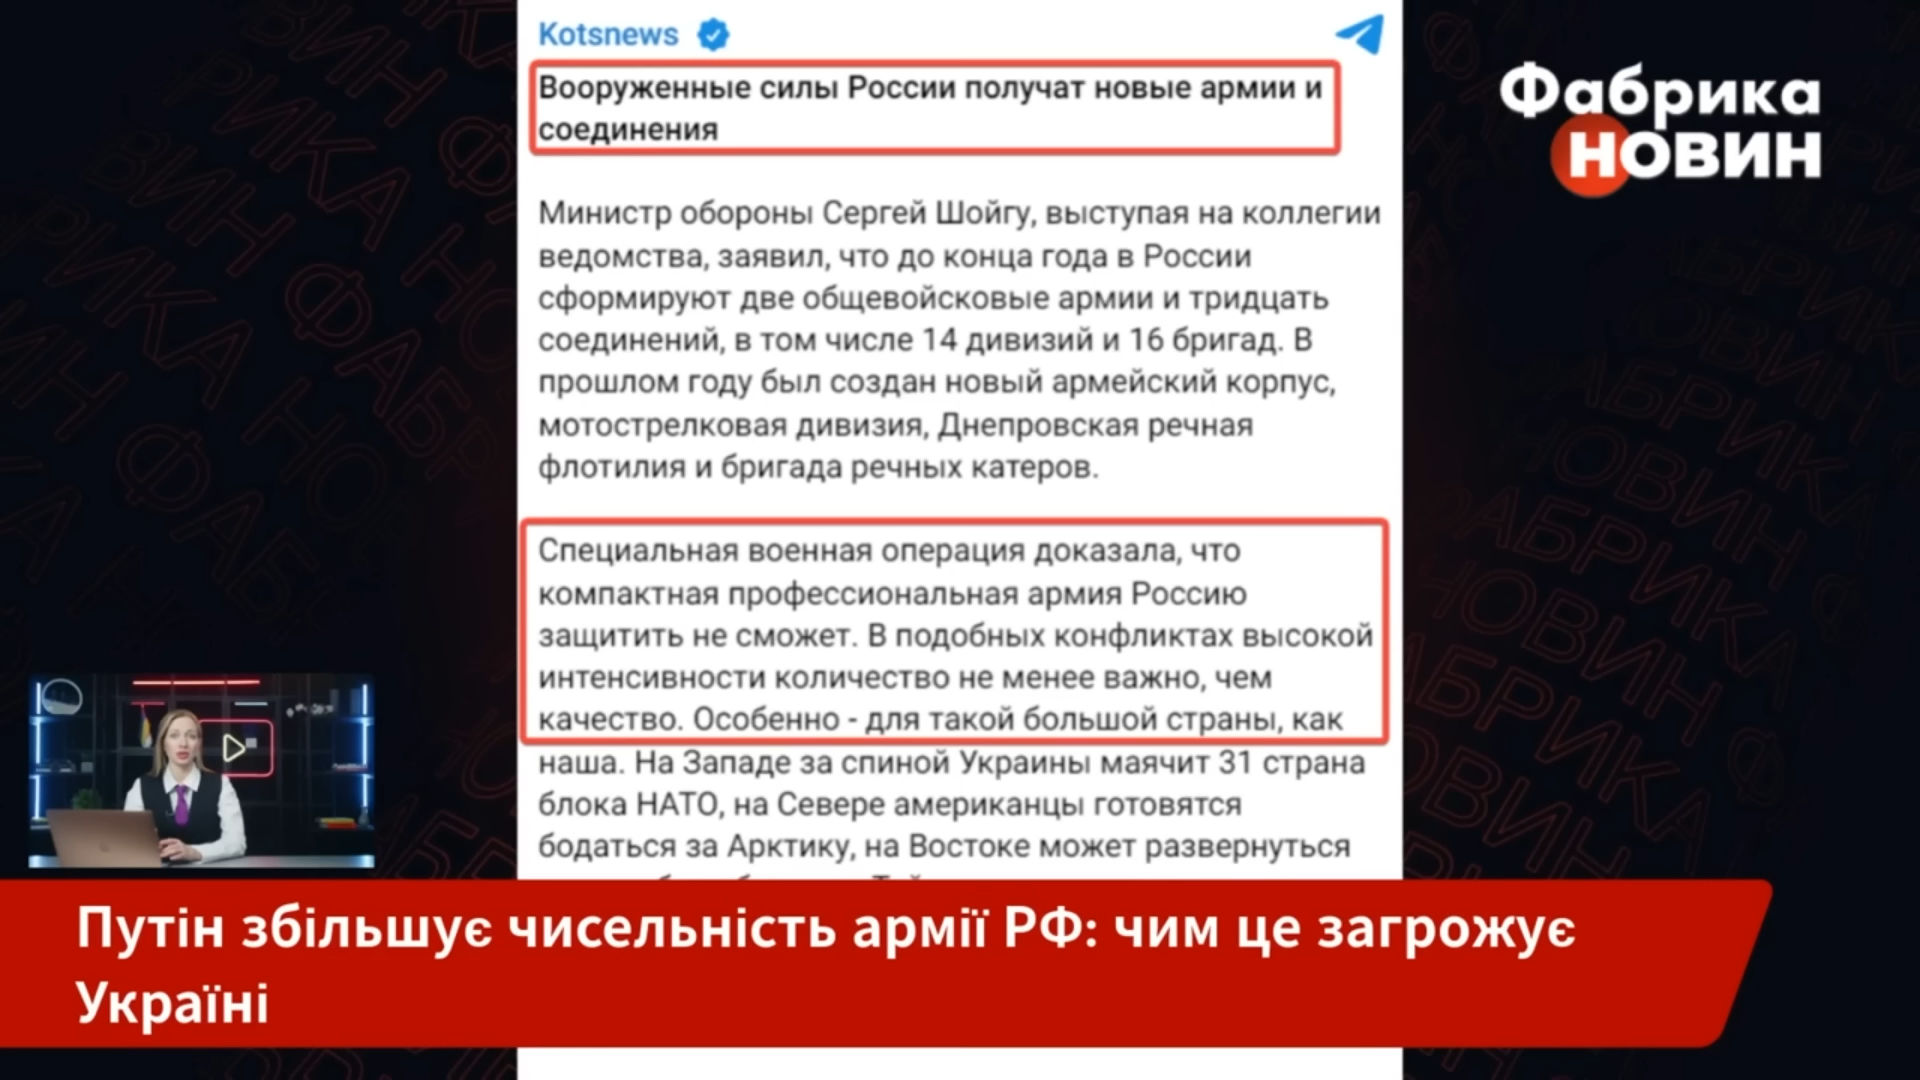 Kotsnews
Вооруженные силы России получат новые армии и
соединения
Министр обороны Сергей Шойгу, выступая на коллегии
ведомства, заявил, что до конца года в России
сформируют две общевойсковые армии и тридцать
соединений, в том числе 14 дивизий и 16 бригад. В
прошлом году был создан новый армейский корпус,
мотострелковая дивизия, Днепровская речная
флотилия и бригада речных катеров.
Специальная военная операция доказала, что
компактная профессиональная армия Россию
защитить не сможет. В подобных конфликтах высокой
интенсивности количество не менее важно, чем
качество. Особенно - для такой большой страны, как
наша. На Западе за спиной Украины маячит 31 страна
блока НАТО, на Севере американцы готовятся
бодаться за Арктику, на Востоке может развернуться
Фабрика
новин
Путін збільшує чисельність армії РФ: чим це загрожує
Україні